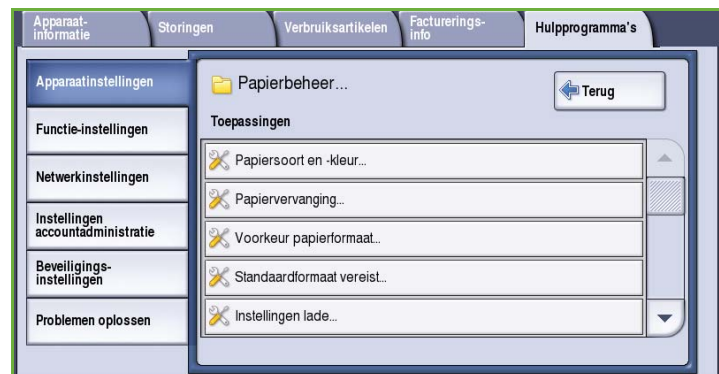 Apparaat-
informatie
Storingen
Verbruiksartikelen
Facturerings-
info
Hulpprogramma's
Apparaatinstellingen
Functie-instellingen
Netwerkinstellingen
Instellingen
accountadministratie
Beveiligings-
instellingen
Problemen oplossen
Papierbeheer...
Terug
Toepassingen
Papiersoort en -kleur...
Papiervervanging...
Voorkeur papierformaat...
Standaardformaat vereist...
Instellingen lade...